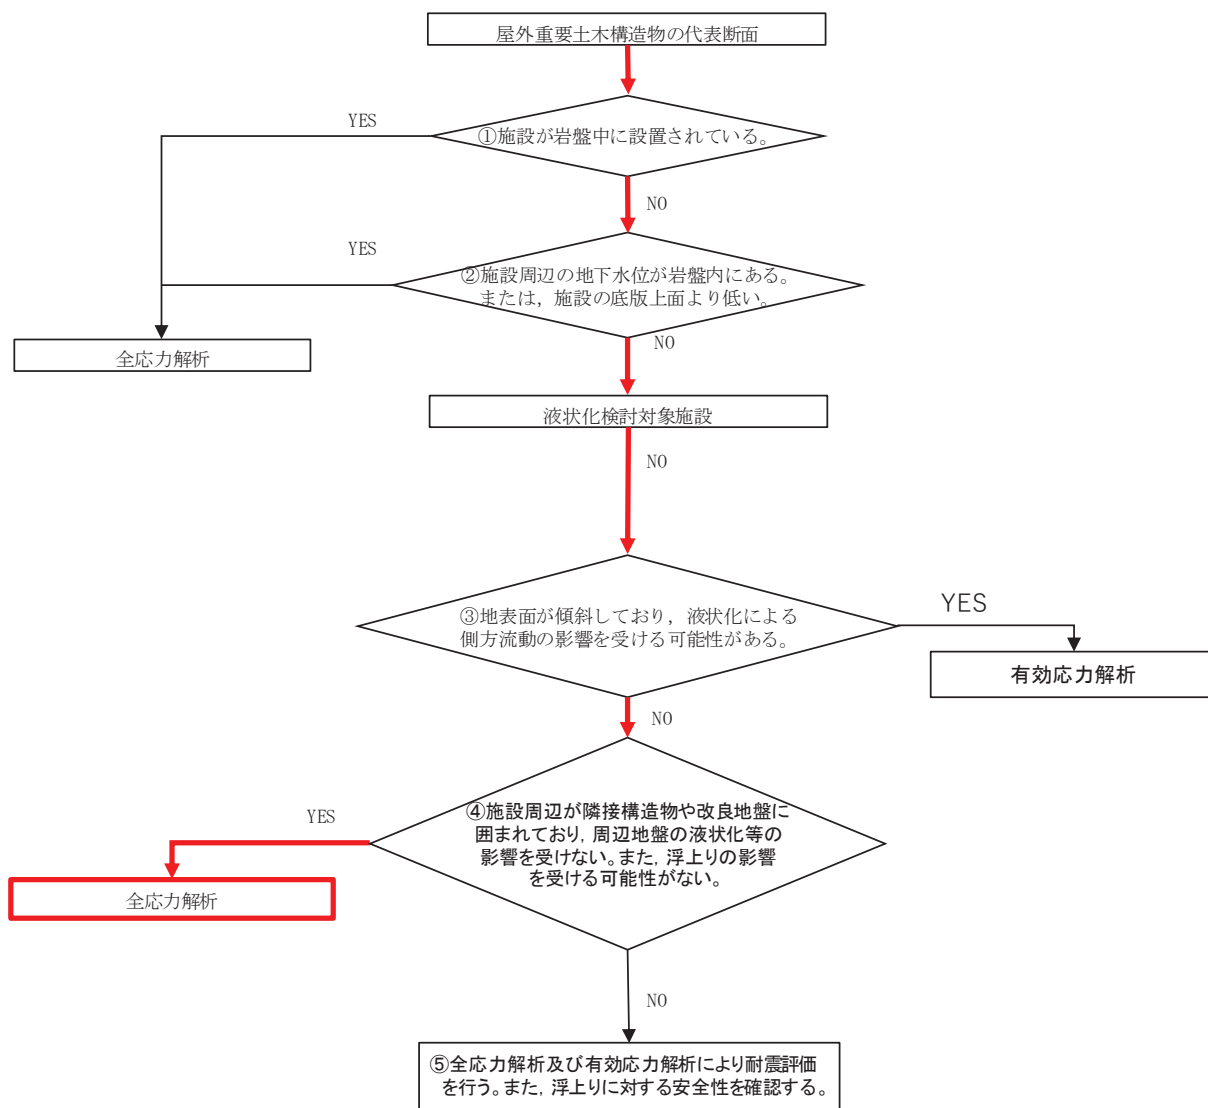 屋外重要土木構造物の代表断面
YES
①施設が岩盤中に設置されている。
NO
YES
②施設周辺の地下水位が岩盤内にある。
または，施設の底版上面より低い。
NO
全応力解析
液状化検討対象施設
NO
③地表面が傾斜しており，液状化による
側方流動の影響を受ける可能性がある。
YES
有効応力解析
NO
④施設周辺が隣接構造物や改良地盤に
囲まれており，周辺地盤の液状化等の
影響を受けない。また，浮上りの影響
を受ける可能性がない。
YES
全応力解析
NO
⑤全応力解析及び有効応力解析により耐震評価
を行う。また，浮上りに対する安全性を確認する。